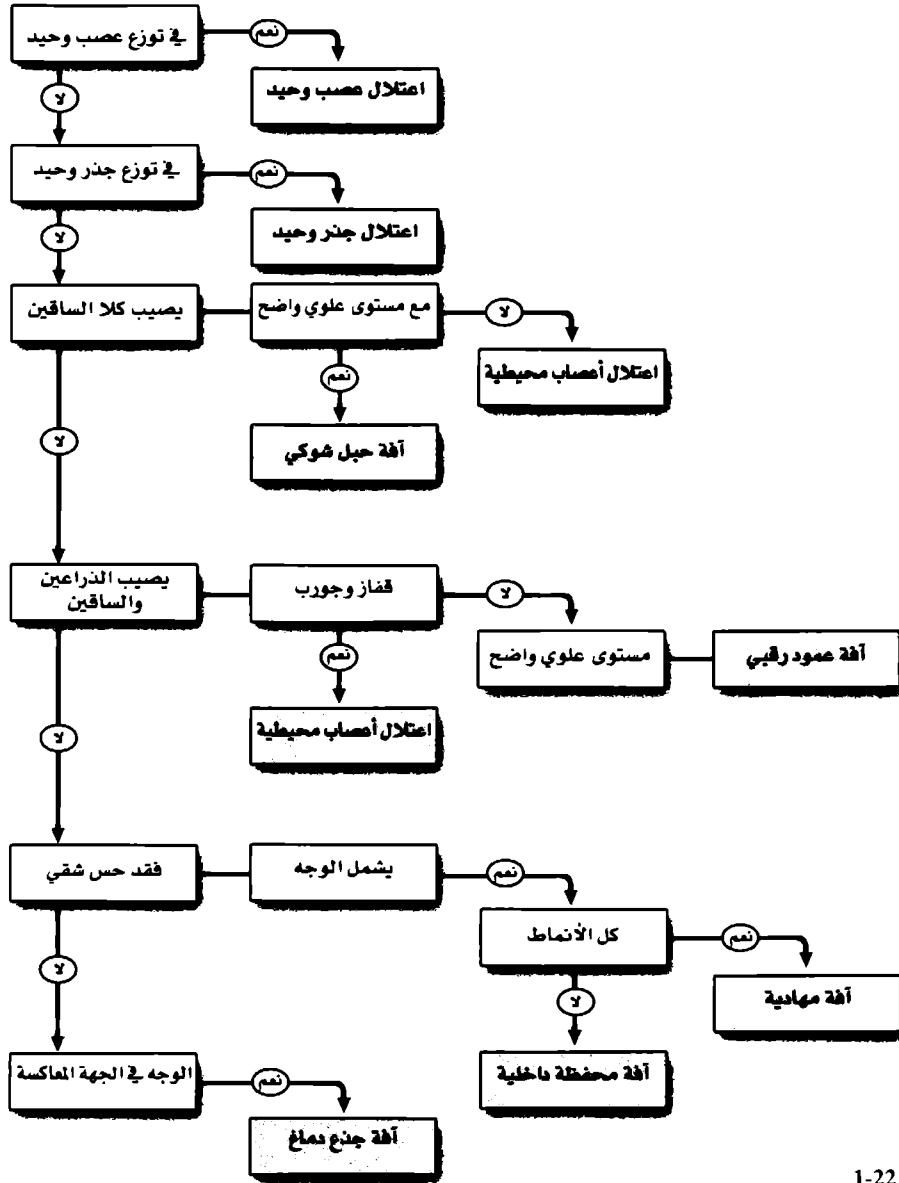 في توزع عصب وحيد
نعم
اعتلال عصب وحيد
لا
في توزع جذر وحيد
نعم
اعتلال جذر وحيد
لا
يصيب كلا الساقين
مع مستوى علوي واضح
لا
اعتلال أعصاب محيطية
نعم
آفة حبل شوكي
لا
يصيب الذراعين
والساقين
قفاز وجورب
لا
مستوى علوي واضح
آفة عمود رقبي
نعم
اعتلال أعصاب محيطية
لا
فقد حس شقي
يشمل الوجه
نعم
كل الأنماط
نعم
آفة مهادية
لا
آفة محفظة داخلية
لا
الوجه في الجهة المعاكسة
نعم
آفة جذع دماغ
1-22